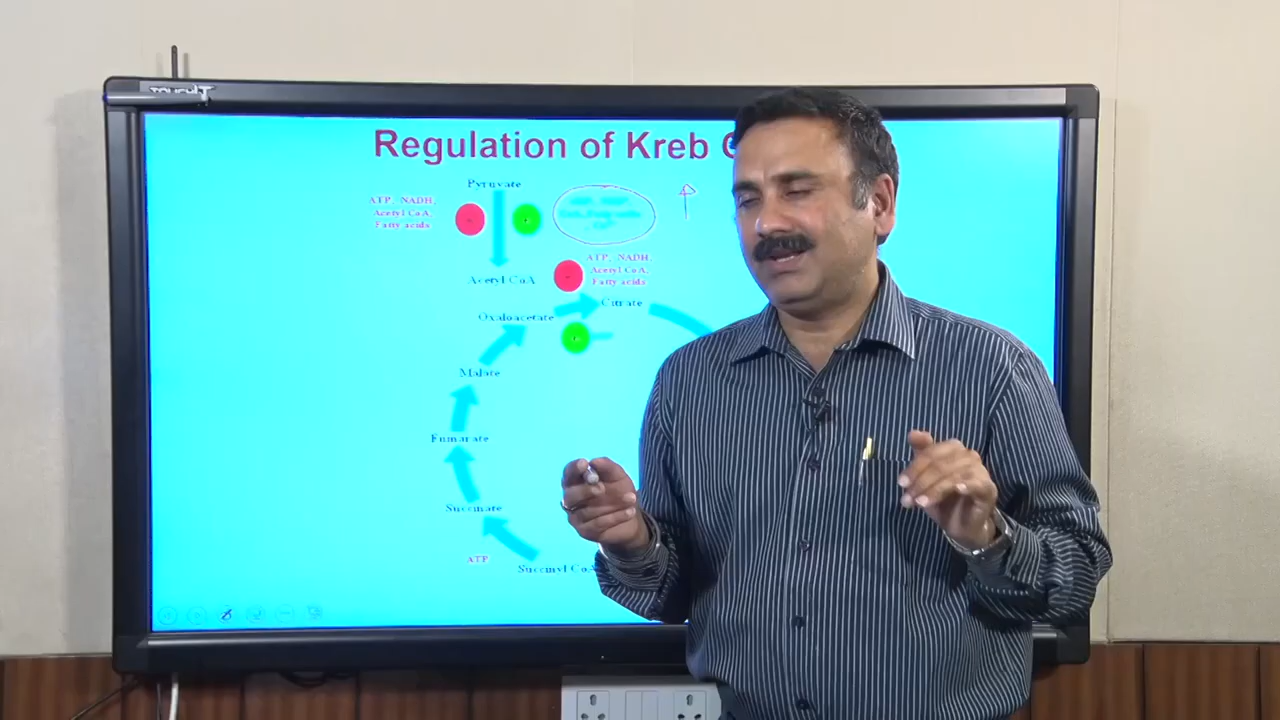 TOUCHIT
Regulation of Kreb
Pyruvate
ATP, NADH,
Acetyl CoA,
Fatty acids
ATP, NADH,
Acetyl CoA,
Fatty acids
Acetyl CoA
Citrate
Oxaloacetate
Malate
Fumarate
Succinate
ATP
Succinyl CoA